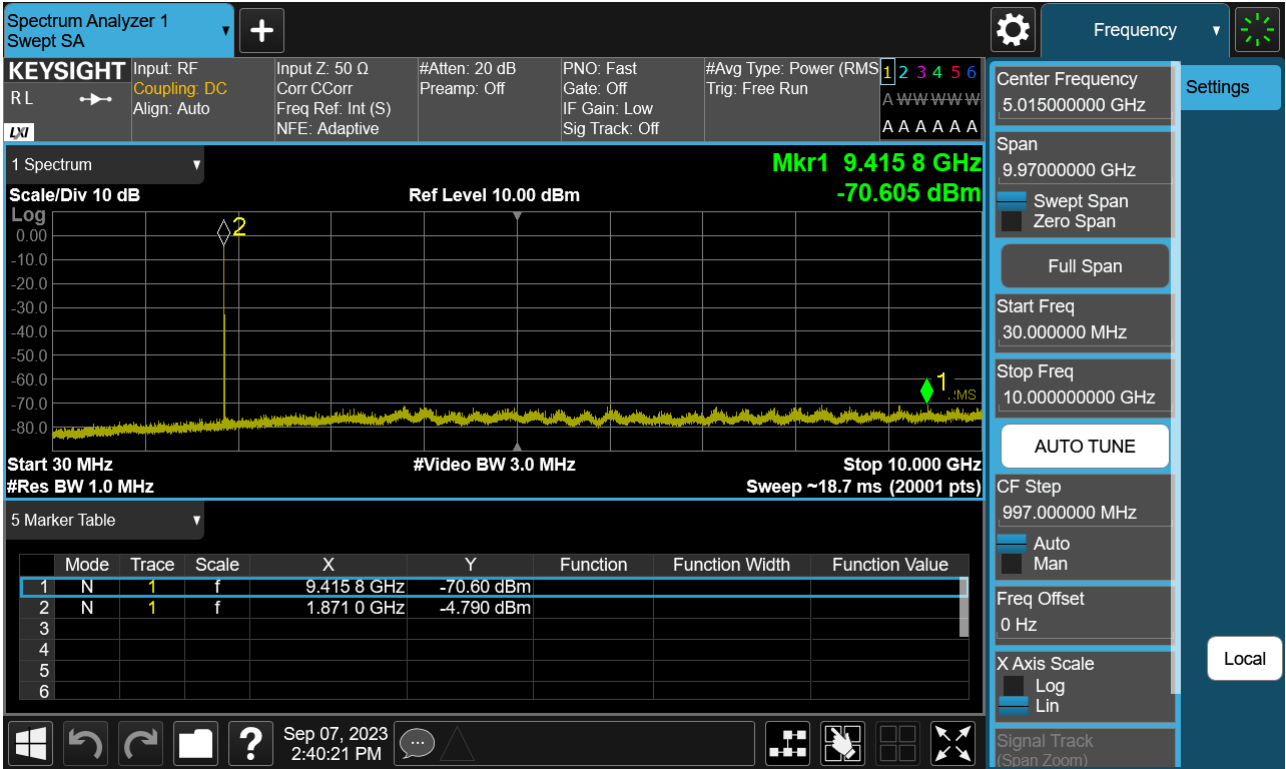 Spectrum Analyzer 1
Swept SA
Frequency
KEYSIGHT
RL
LXI
Input: RF
Coupling: DC
Align: Auto
Input Z: 50 Ω
Corr CCorr
Freq Ref: Int (S)
NFE: Adaptive
#Atten: 20 dB
Preamp: Off
PNO: Fast
Gate: Off
IF Gain: Low
Sig Track: Off
#Avg Type: Power (RMS
Trig: Free Run
1 2 3 4 5 6
A W W W W W
A A A A A A
1 Spectrum
Mkr1 9.415 8 GHz
-70.605 dBm
Scale/Div 10 dB
Ref Level 10.00 dBm
Log
0.00
-10.0
-20.0
-30.0
-40.0
-50.0
-60.0
-70.0
-80.0
2
1
Start 30 MHz
#Video BW 3.0 MHz
Stop 10.000 GHz
#Res BW 1.0 MHz
Sweep ~18.7 ms (20001 pts)
5 Marker Table
Mode Trace Scale X Y Function Function Width Function Value
1 N 1 f 9.415 8 GHz -70.60 dBm
2 N 1 f 1.871 0 GHz -4.790 dBm
3
4
5
6
Sep 07, 2023
2:40:21 PM
Center Frequency
5.015000000 GHz
Span
9.97000000 GHz
Swept Span
Zero Span
Full Span
Start Freq
30.000000 MHz
Stop Freq
10.000000000 GHz
AUTO TUNE
CF Step
997.000000 MHz
Auto
Man
Freq Offset
0 Hz
X Axis Scale
Log
Lin
Signal Track
(Span Zoom)
Settings
Local